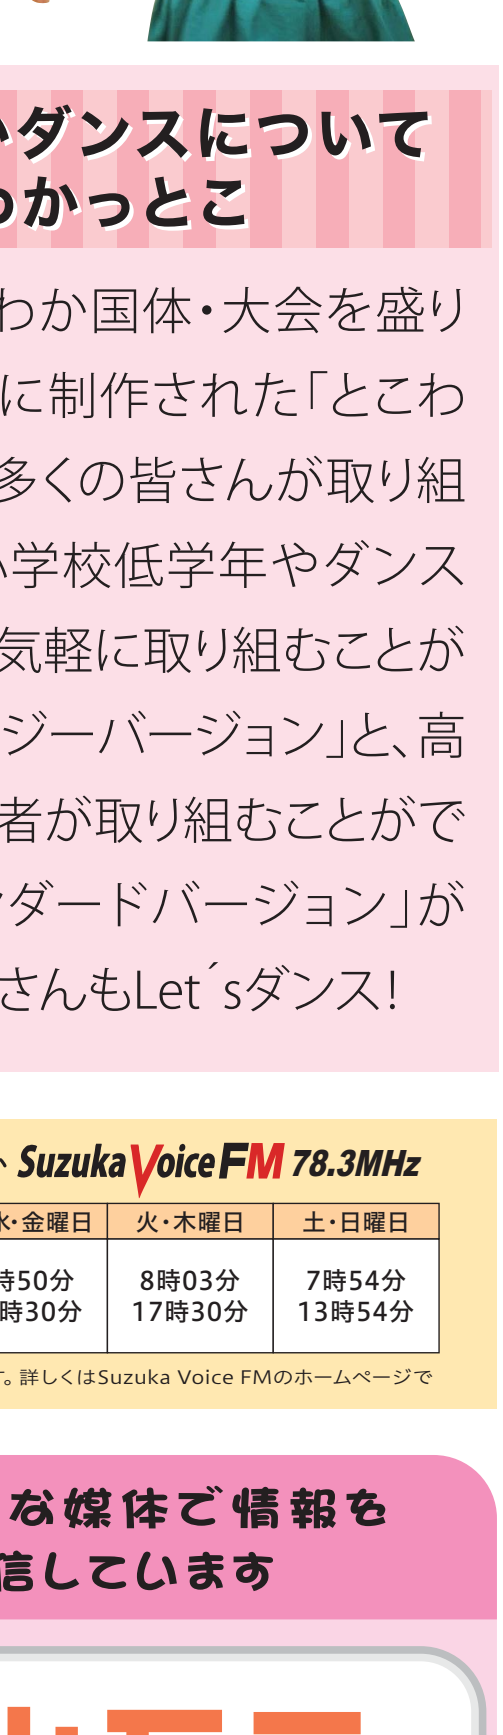 ダンスについて
わかっとこ
わか国体・大会を盛り
に制作された「とこわ
多くの皆さんが取り組
学校低学年やダンス
気軽に取り組むことが
ジーバージョン」と、高
者が取り組むことがで
ダードバージョン」が
さんもLet´sダンス!
Suzuka Voice FM 78.3MHz
水・金曜日 火・木曜日 土・日曜日
時50分 8時03分 7時54分
時30分 17時30分 13時54分
す。詳しくはSuzuka Voice FMのホームページで
な媒体で情報を
信しています